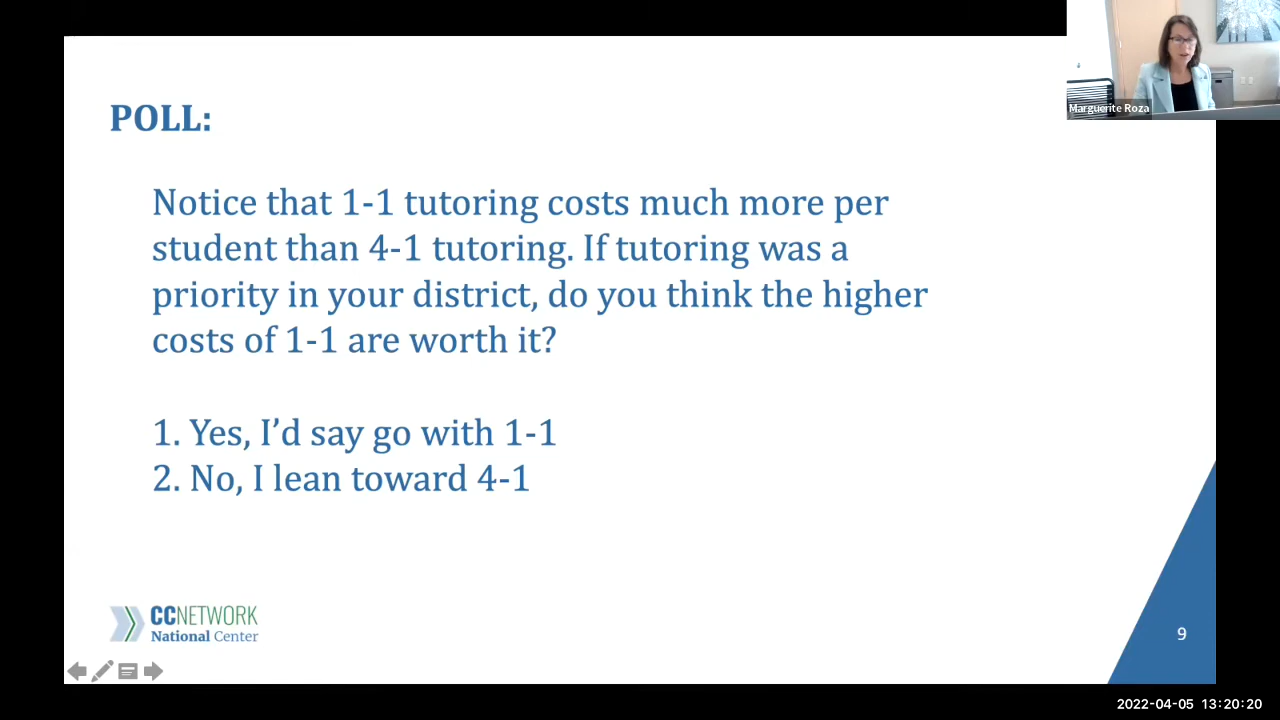 Marguerite Roza
POLL:
Notice that 1-1 tutoring costs much more per
student than 4-1 tutoring. If tutoring was a
priority in your district, do you think the higher
costs of 1-1 are worth it?
1. Yes, I’d say go with 1-1
2. No, I lean toward 4-1
CCNETWORK
National Center
9
2022-04-05 13:20:20